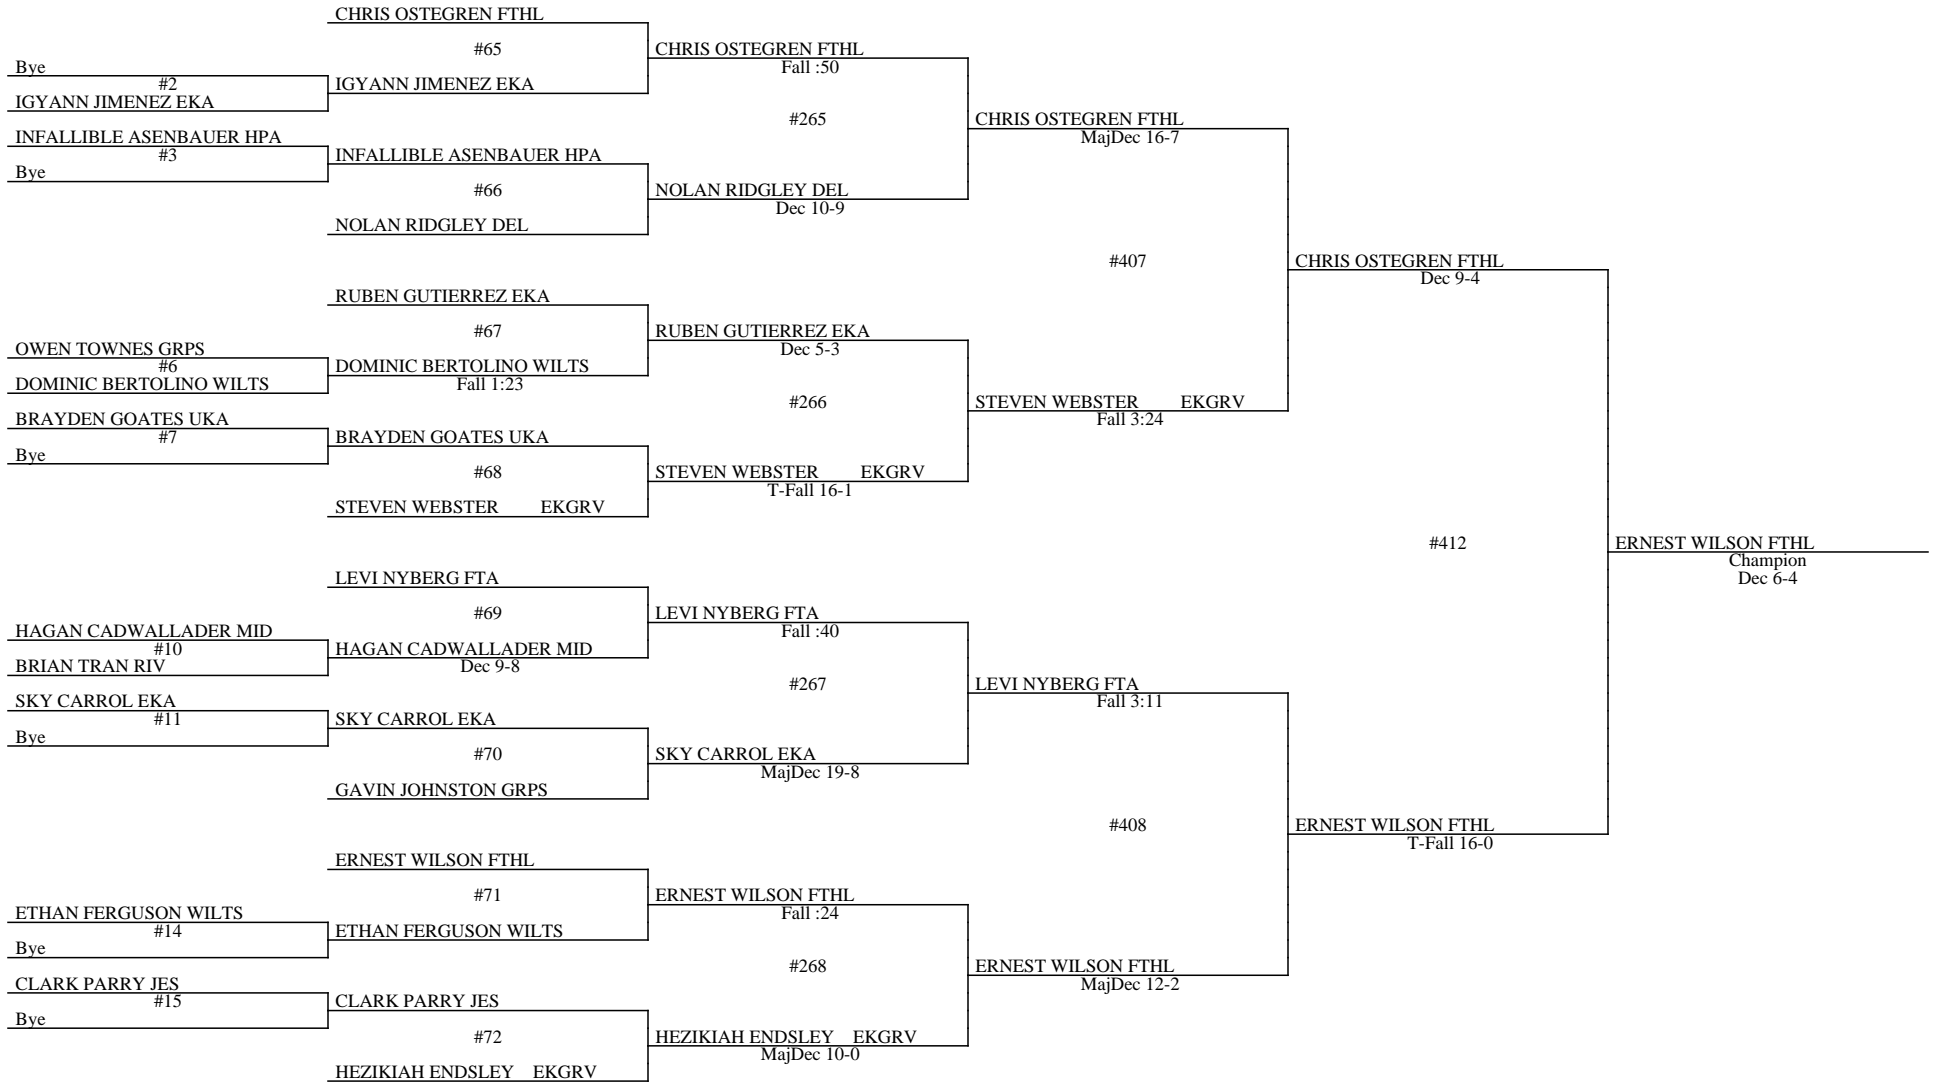 CHRIS OSTEGREN FTHL
#65
CHRIS OSTEGREN FTHL
Fall :50
Bye
#2
IGYANN JIMENEZ EKA
IGYANN JIMENEZ EKA
#265
CHRIS OSTEGREN FTHL
MajDec 16-7
INFALLIBLE ASENBAUER HPA
#3
INFALLIBLE ASENBAUER HPA
Bye
#66
NOLAN RIDGLEY DEL
Dec 10-9
NOLAN RIDGLEY DEL
#407
CHRIS OSTEGREN FTHL
Dec 9-4
RUBEN GUTIERREZ EKA
#67
RUBEN GUTIERREZ EKA
Dec 5-3
OWEN TOWNES GRPS
#6
DOMINIC BERTOLINO WILTS
Fall 1:23
DOMINIC BERTOLINO WILTS
#266
STEVEN WEBSTER EKGRV
Fall 3:24
BRAYDEN GOATES UKA
#7
BRAYDEN GOATES UKA
Bye
#68
STEVEN WEBSTER EKGRV
T-Fall 16-1
STEVEN WEBSTER EKGRV
#412
ERNEST WILSON FTHL
Champion
Dec 6-4
LEVI NYBERG FTA
#69
LEVI NYBERG FTA
Fall :40
HAGAN CADWALLADER MID
#10
HAGAN CADWALLADER MID
Dec 9-8
BRIAN TRAN RIV
#267
LEVI NYBERG FTA
Fall 3:11
SKY CARROL EKA
#11
SKY CARROL EKA
Bye
#70
SKY CARROL EKA
MajDec 19-8
GAVIN JOHNSTON GRPS
#408
ERNEST WILSON FTHL
T-Fall 16-0
ERNEST WILSON FTHL
#71
ERNEST WILSON FTHL
Fall :24
ETHAN FERGUSON WILTS
#14
ETHAN FERGUSON WILTS
Bye
#268
ERNEST WILSON FTHL
MajDec 12-2
CLARK PARRY JES
#15
CLARK PARRY JES
Bye
#72
HEZIKIAH ENDSLEY EKGRV
MajDec 10-0
HEZIKIAH ENDSLEY EKGRV